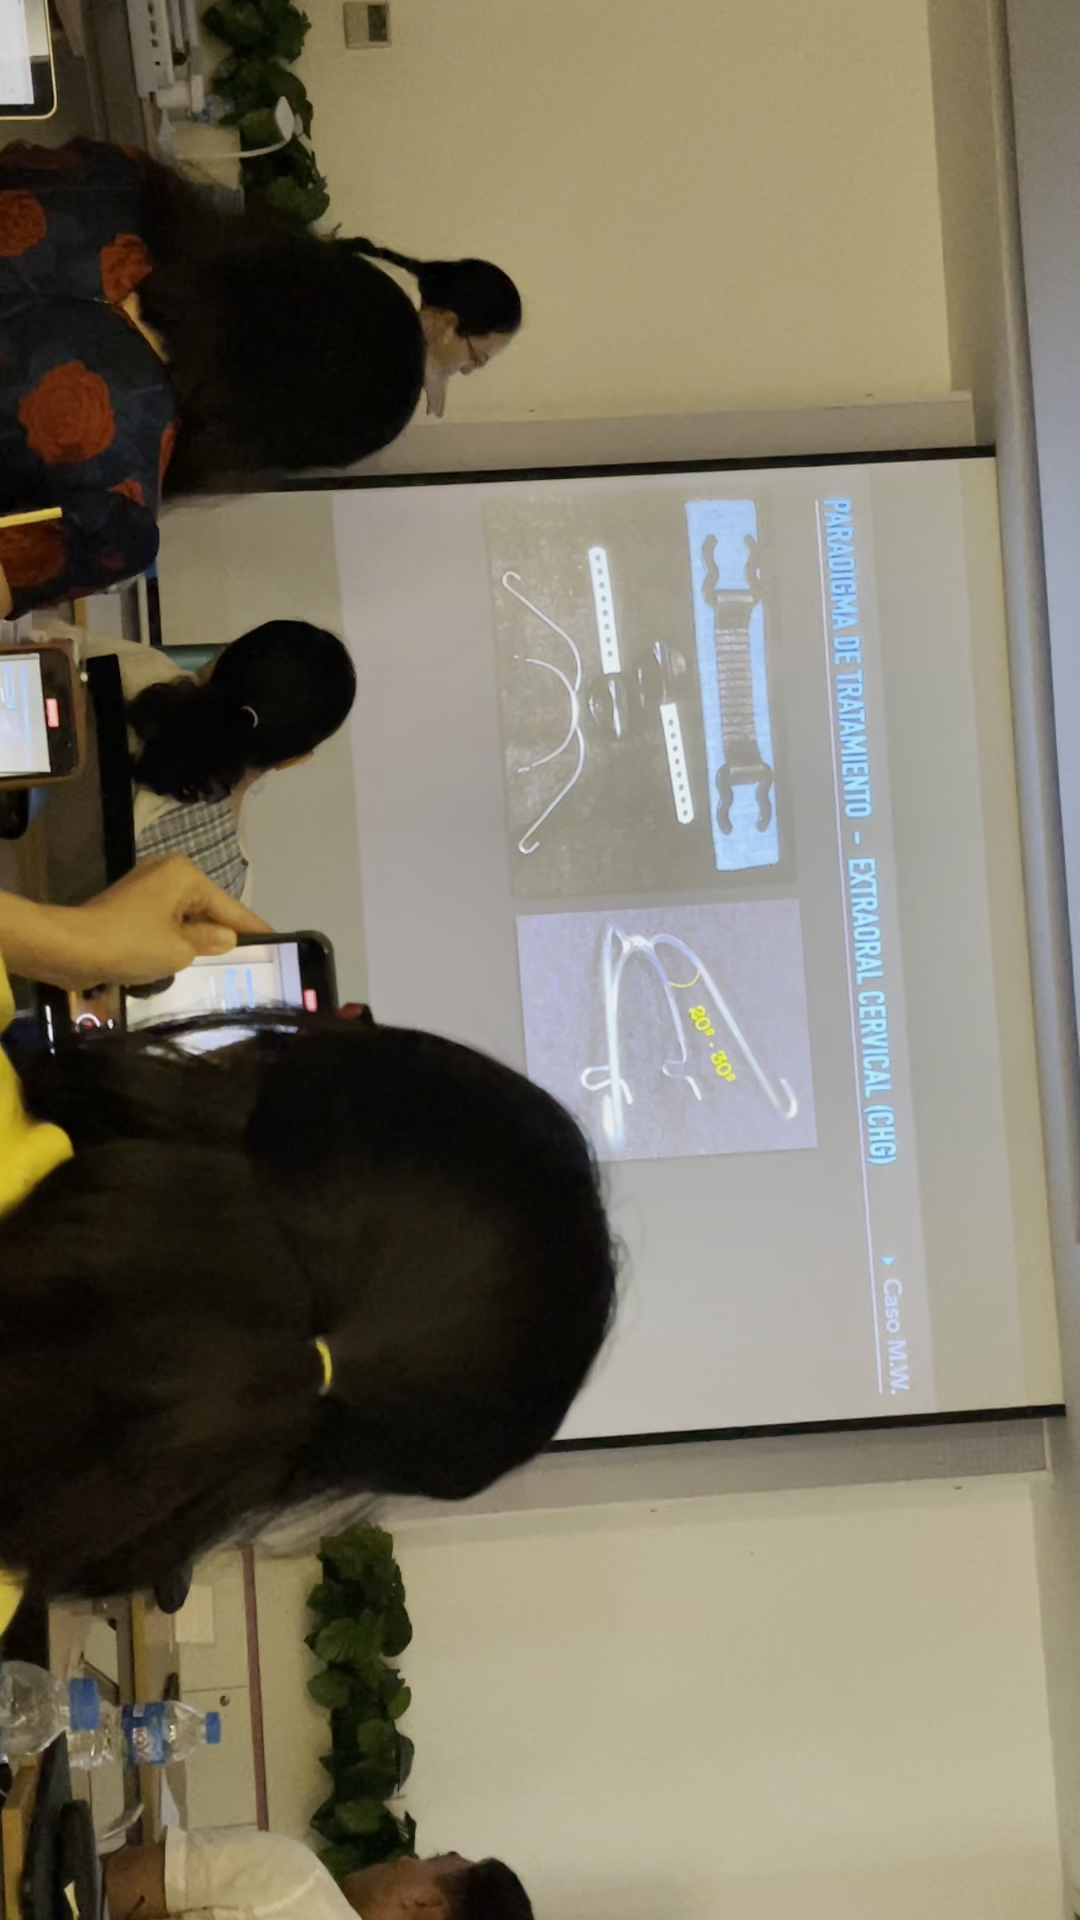 PARADIGMA DE TRATAMIENTO - EXTRAORAL CERVICAL (CHG)
▸ Caso M.W.
20º - 30º